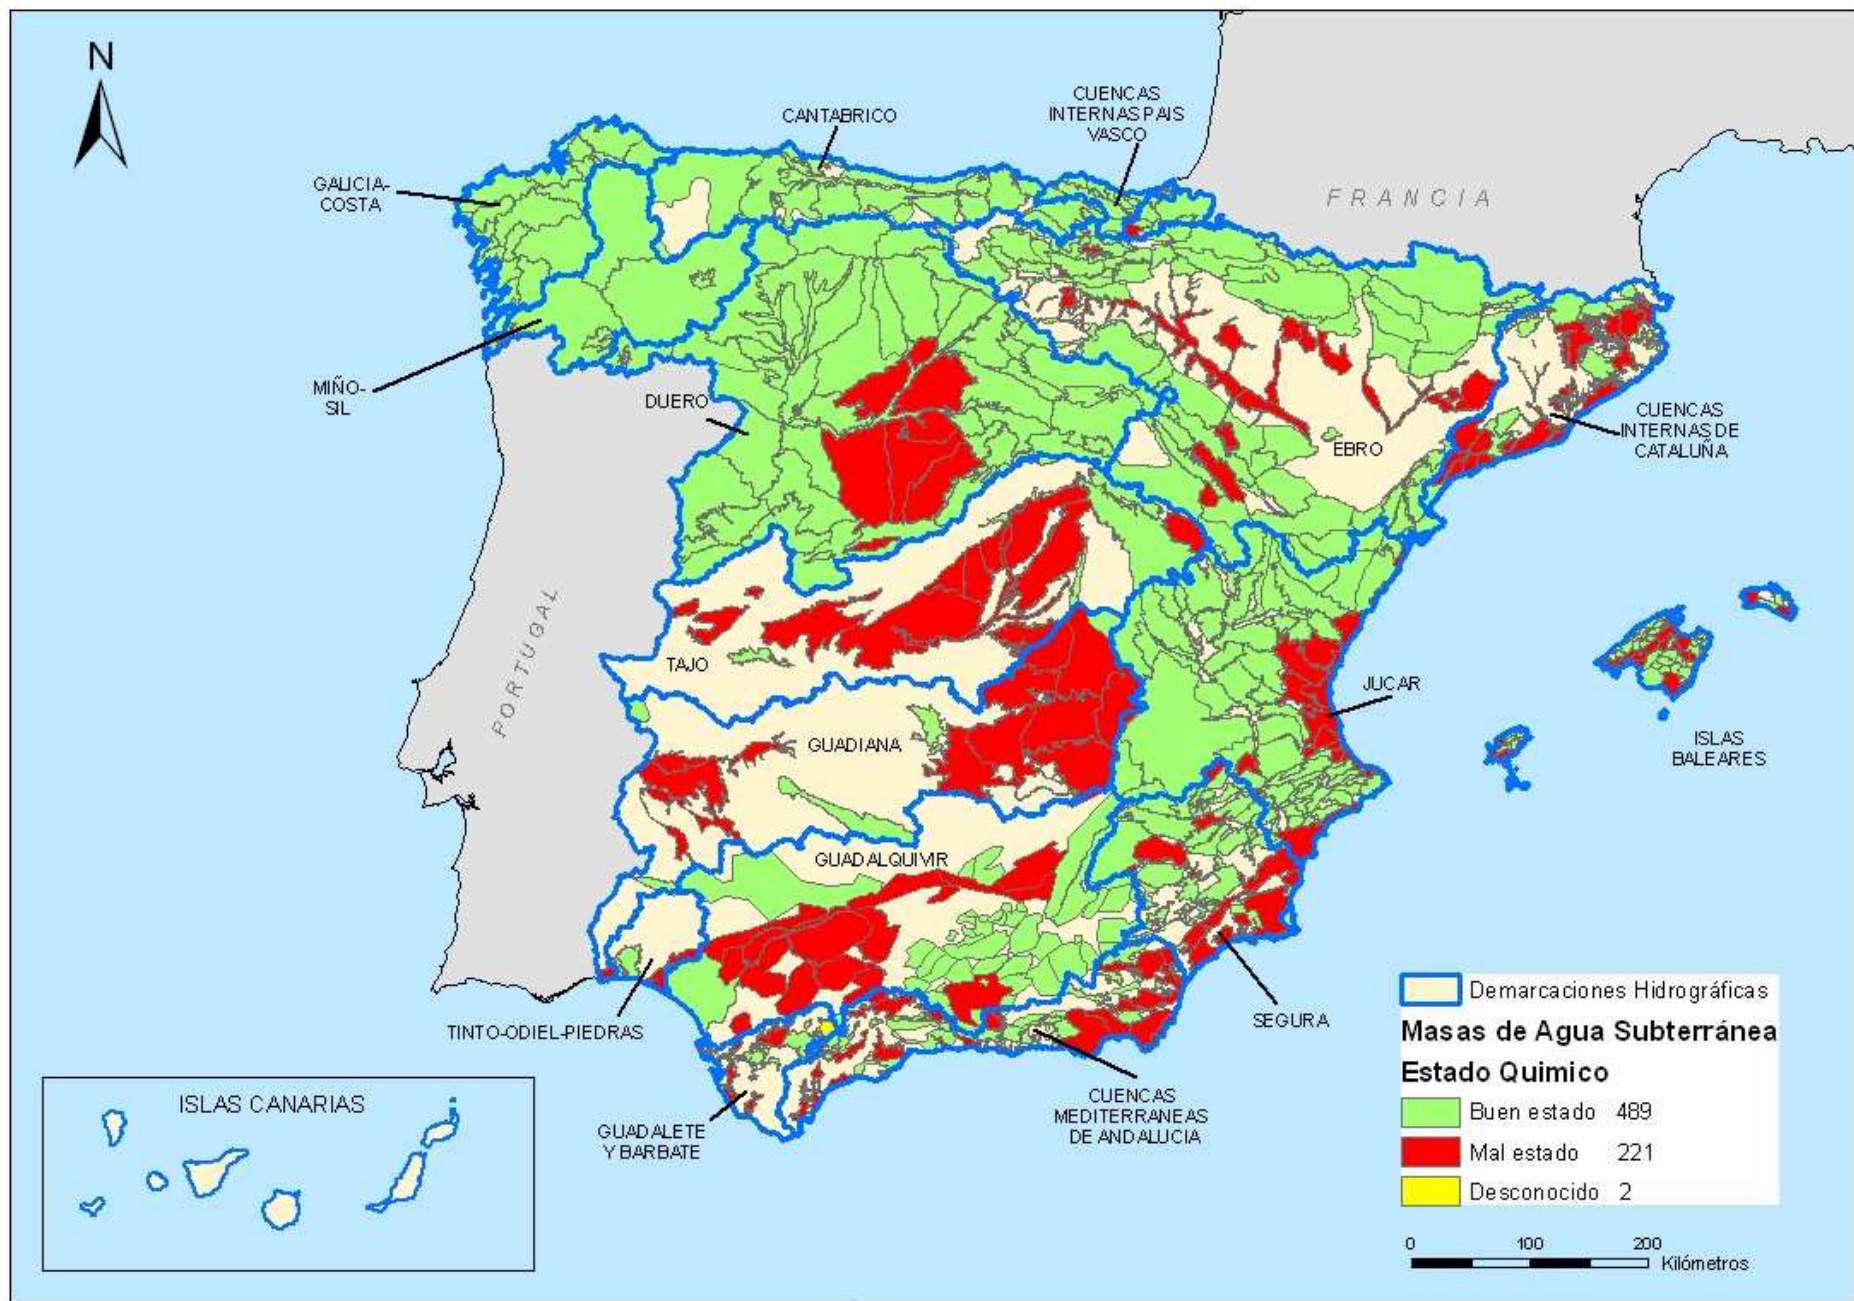 N
CANTABRICO
CUENCAS
INTERNAS PAIS
VASCO
GALICIA-
COSTA
FRANCIA
MIÑO-
SIL
DUERO
EBRO
CUENCAS
INTERNAS DE
CATALUÑA
PORTUGAL
TAJO
JUCAR
GUADIANA
ISLAS
BALEARES
GUADALQUIVIR
TINTO-ODIEL-PIEDRAS
SEGURA
GUADALETE
Y BARBATE
CUENCAS
MEDITERRANEAS
DE ANDALUCIA
ISLAS CANARIAS
Demarcaciones Hidrográficas
Masas de Agua Subterránea
Estado Quimico
Buen estado 489
Mal estado 221
Desconocido 2
0 100 200
Kilómetros